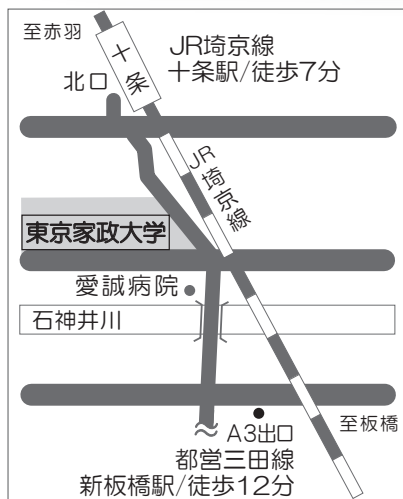 至赤羽
十条
JR埼京線
十条駅/徒歩7分
北口
JR埼京線
東京家政大学
愛誠病院
石神井川
至板橋
A3出口
都営三田線
新板橋駅/徒歩12分